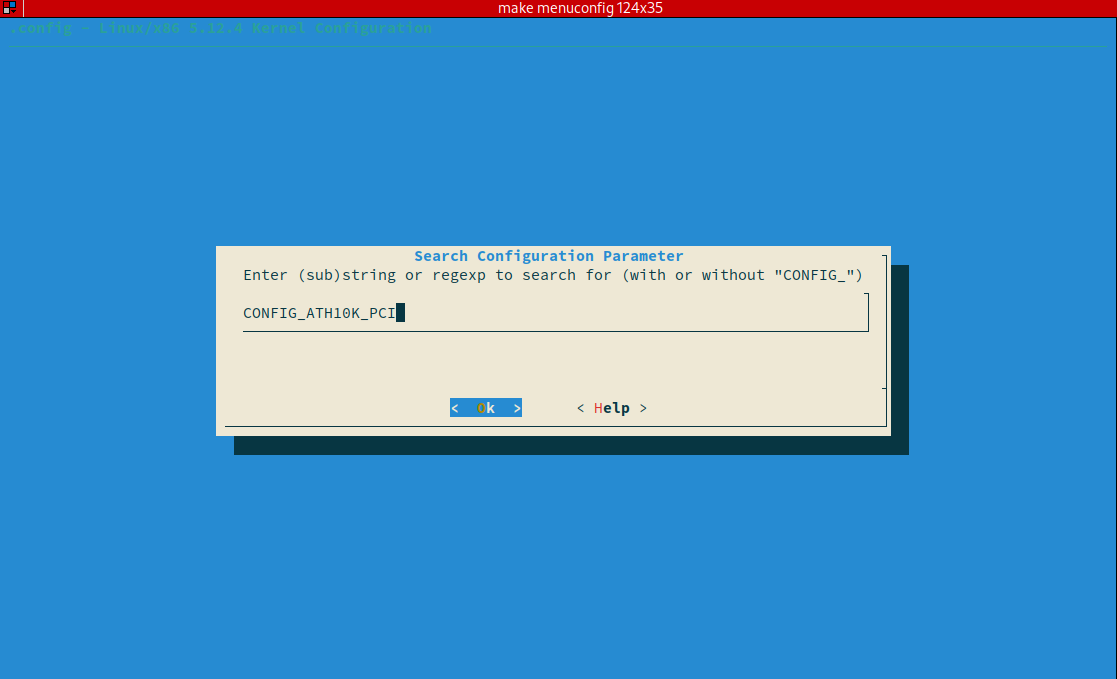 make menuconfig 124x35
.config - Linux/x86 5.12.4 Kernel Configuration
Search Configuration Parameter
Enter (sub)string or regexp to search for (with or without "CONFIG_")
CONFIG_ATH10K_PCI
< Ok > < Help >